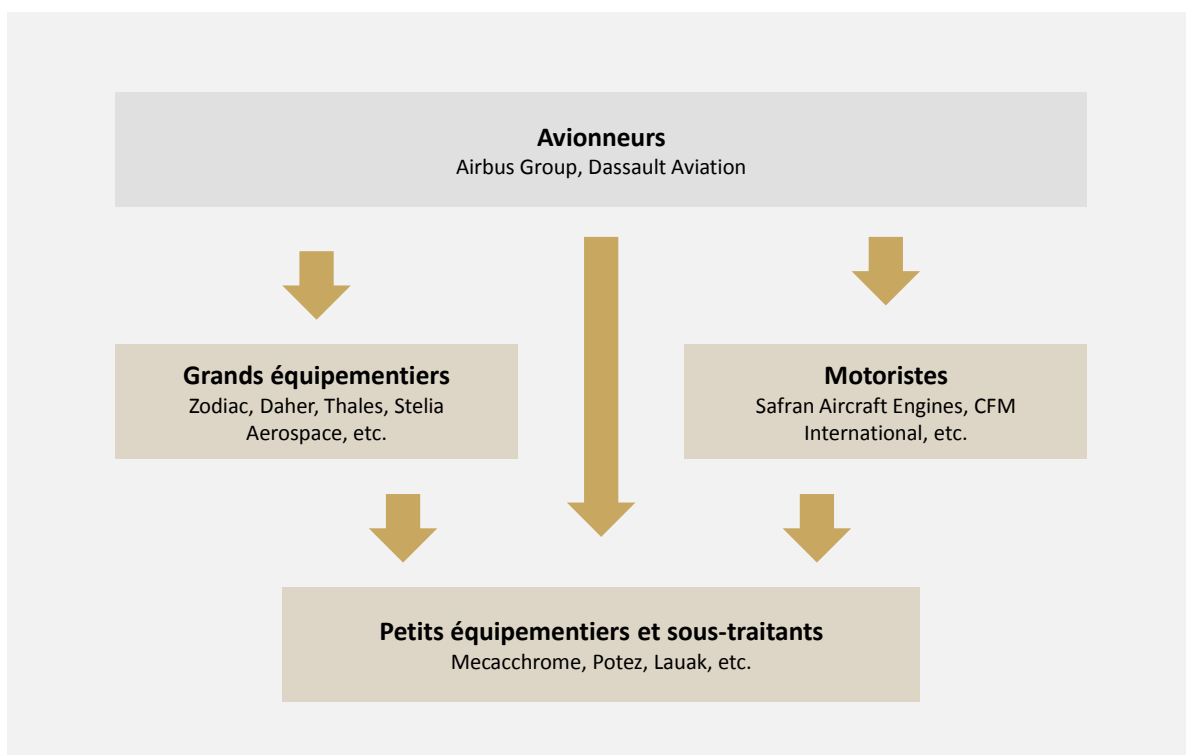 Avionneurs
Airbus Group, Dassault Aviation
Grands équipementiers
Zodiac, Daher, Thales, Stelia
Aerospace, etc.
Motoristes
Safran Aircraft Engines, CFM
International, etc.
Petits équipementiers et sous-traitants
Mecacchrome, Potez, Lauak, etc.